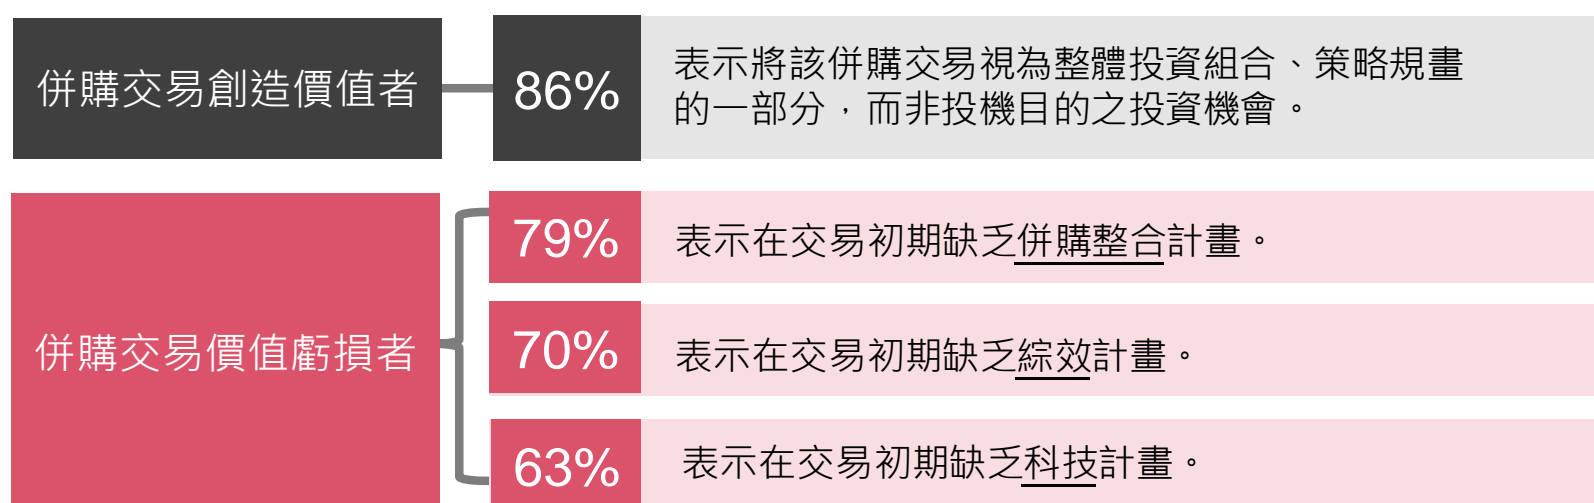 併購交易創造價值者
86%
表示將該併購交易視為整體投資組合、策略規畫
的一部分，而非投機目的之投資機會。
併購交易價值虧損者
79%
表示在交易初期缺乏併購整合計畫。
70%
表示在交易初期缺乏綜效計畫。
63%
表示在交易初期缺乏科技計畫。